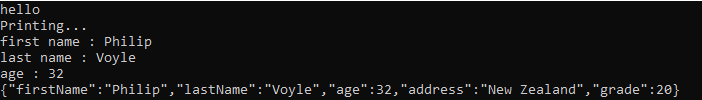 hello
Printing...
first name : Philip
last name : Voyle
age : 32
{"firstName":"Philip","lastName":"Voyle","age":32,"address":"New Zealand","grade":20}